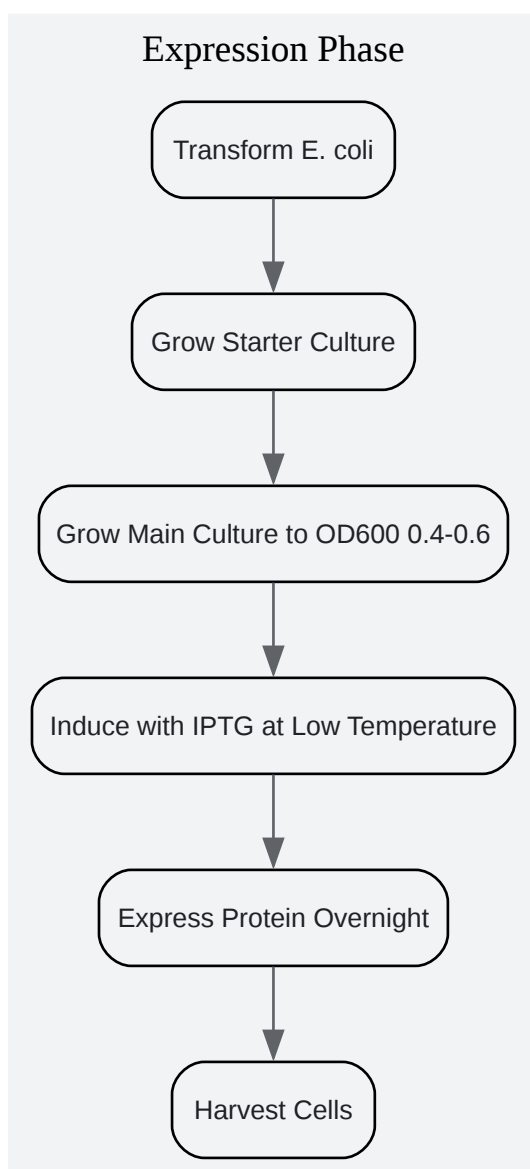 Expression Phase
Transform E. coli
Grow Starter Culture
Grow Main Culture to OD600 0.4-0.6
Induce with IPTG at Low Temperature
Express Protein Overnight
Harvest Cells